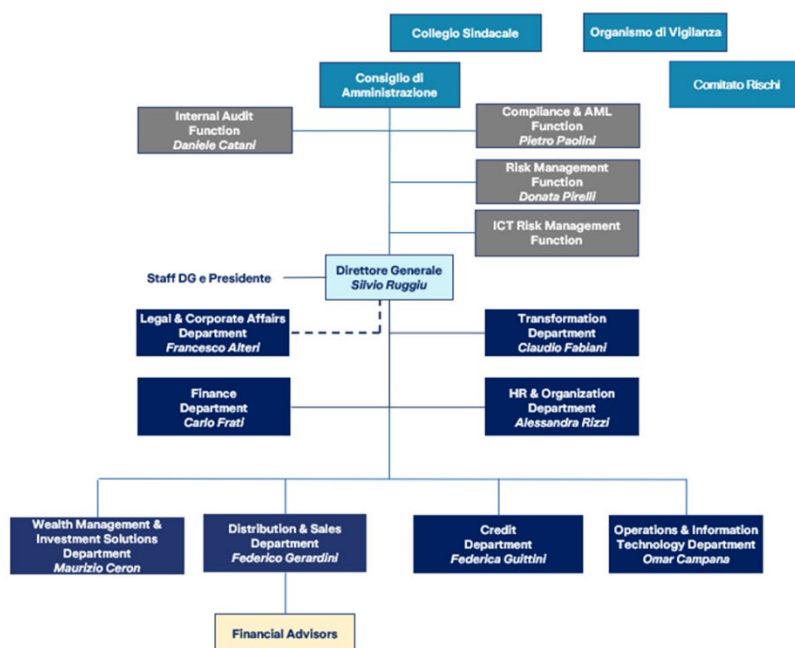 Collegio Sindacale
Organismo di Vigilanza
Consiglio di
Amministrazione
Comitato Rischi
Internal Audit
Function
Daniele Catani
Compliance & AML
Function
Pietro Paolini
Risk Management
Function
Donata Pirelli
ICT Risk Management
Function
Staff DG e Presidente
Direttore Generale
Silvio Ruggiu
Legal & Corporate Affairs
Department
Francesco Alteri
Transformation
Department
Claudio Fabiani
Finance
Department
Carlo Frati
HR & Organization
Department
Alessandra Rizzi
Wealth Management &
Investment Solutions
Department
Maurizio Ceron
Distribution & Sales
Department
Federico Gerardini
Credit
Department
Federica Guittini
Operations & Information
Technology Department
Omar Campana
Financial Advisors